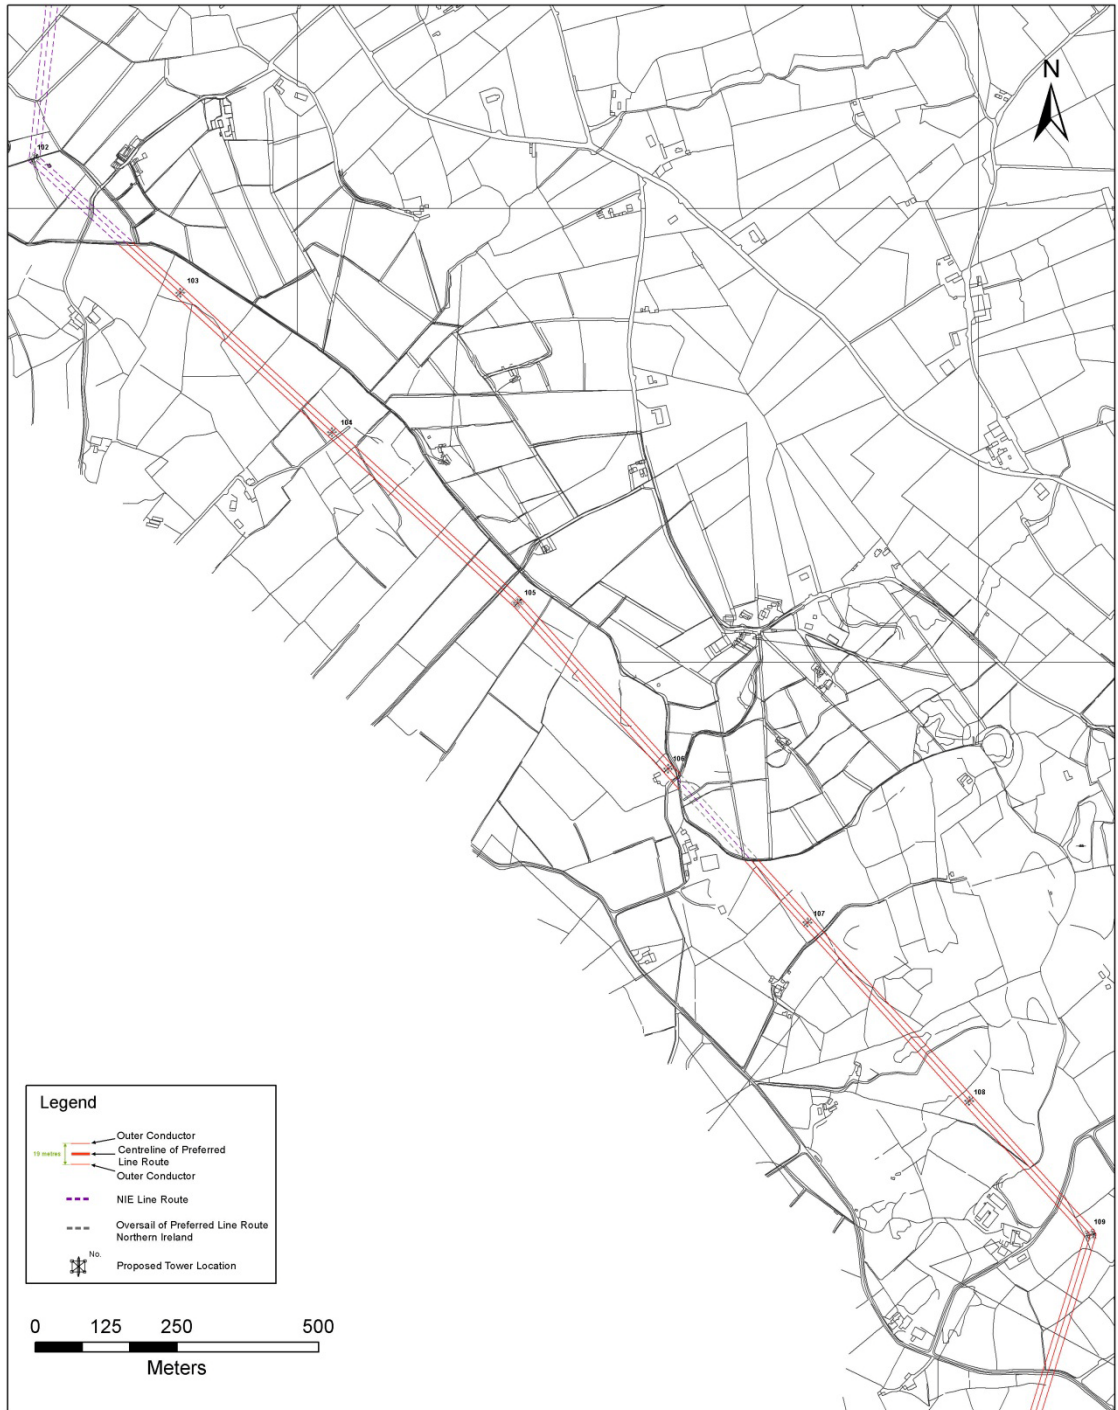 N
102
103
104
105
106
107
108
109
Legend
Outer Conductor
19 metres
Centreline of Preferred
Line Route
Outer Conductor
NIE Line Route
Oversail of Preferred Line Route
Northern Ireland
No.
Proposed Tower Location
0 125 250 500
Meters